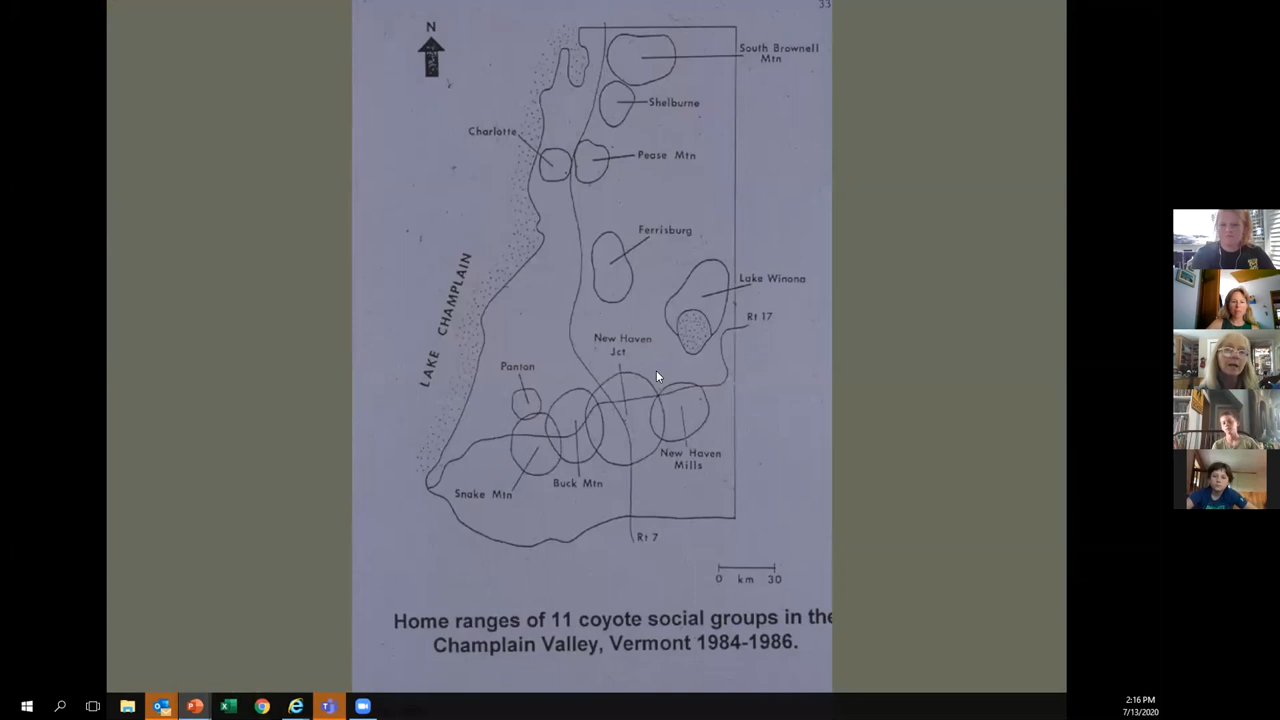 33
N
South Brownell
Mtn
Shelburne
Charlotte
Pease Mtn
Ferrisburg
Lake Winona
LAKE CHAMPLAIN
Rt 17
New Haven
Jct
Panton
New Haven
Mills
Buck Mtn
Snake Mtn
Rt 7
0 km 30
Home ranges of 11 coyote social groups in the
Champlain Valley, Vermont 1984-1986.
2:16 PM
7/13/2020